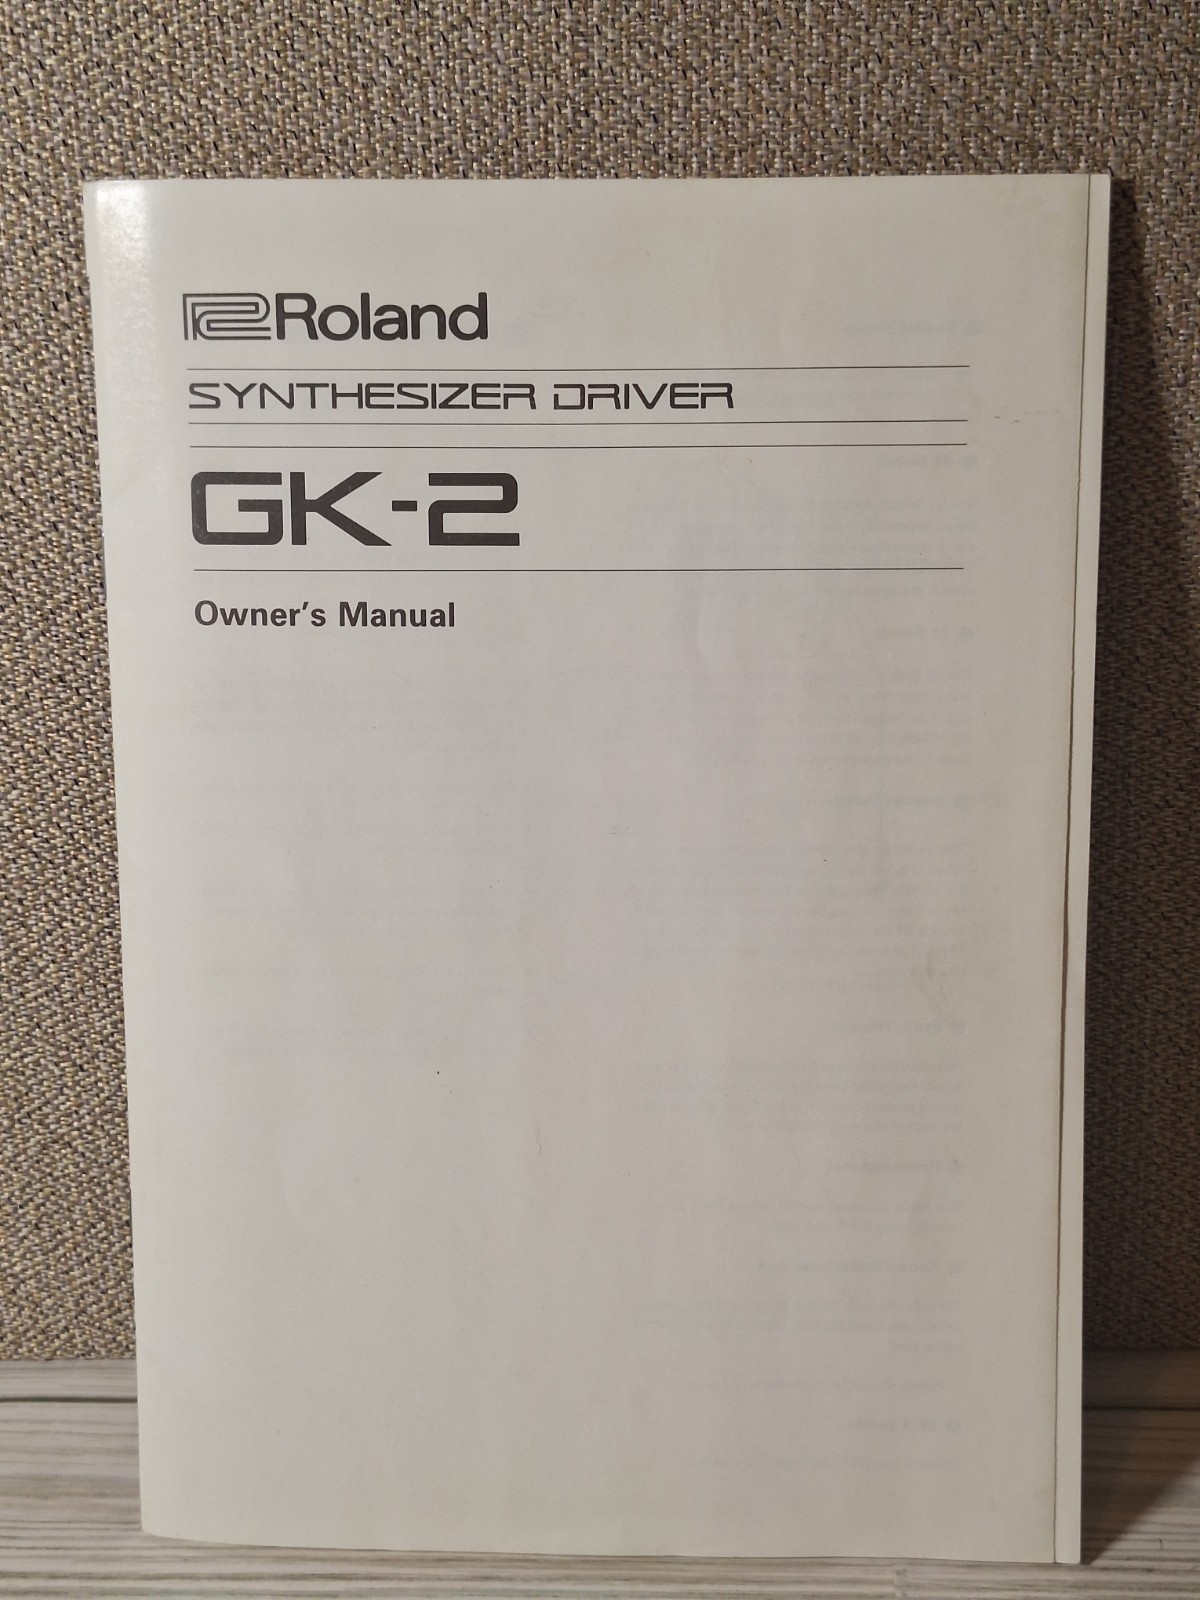 Roland
SYNTHESIZER DRIVER
GK-2
Owner's Manual